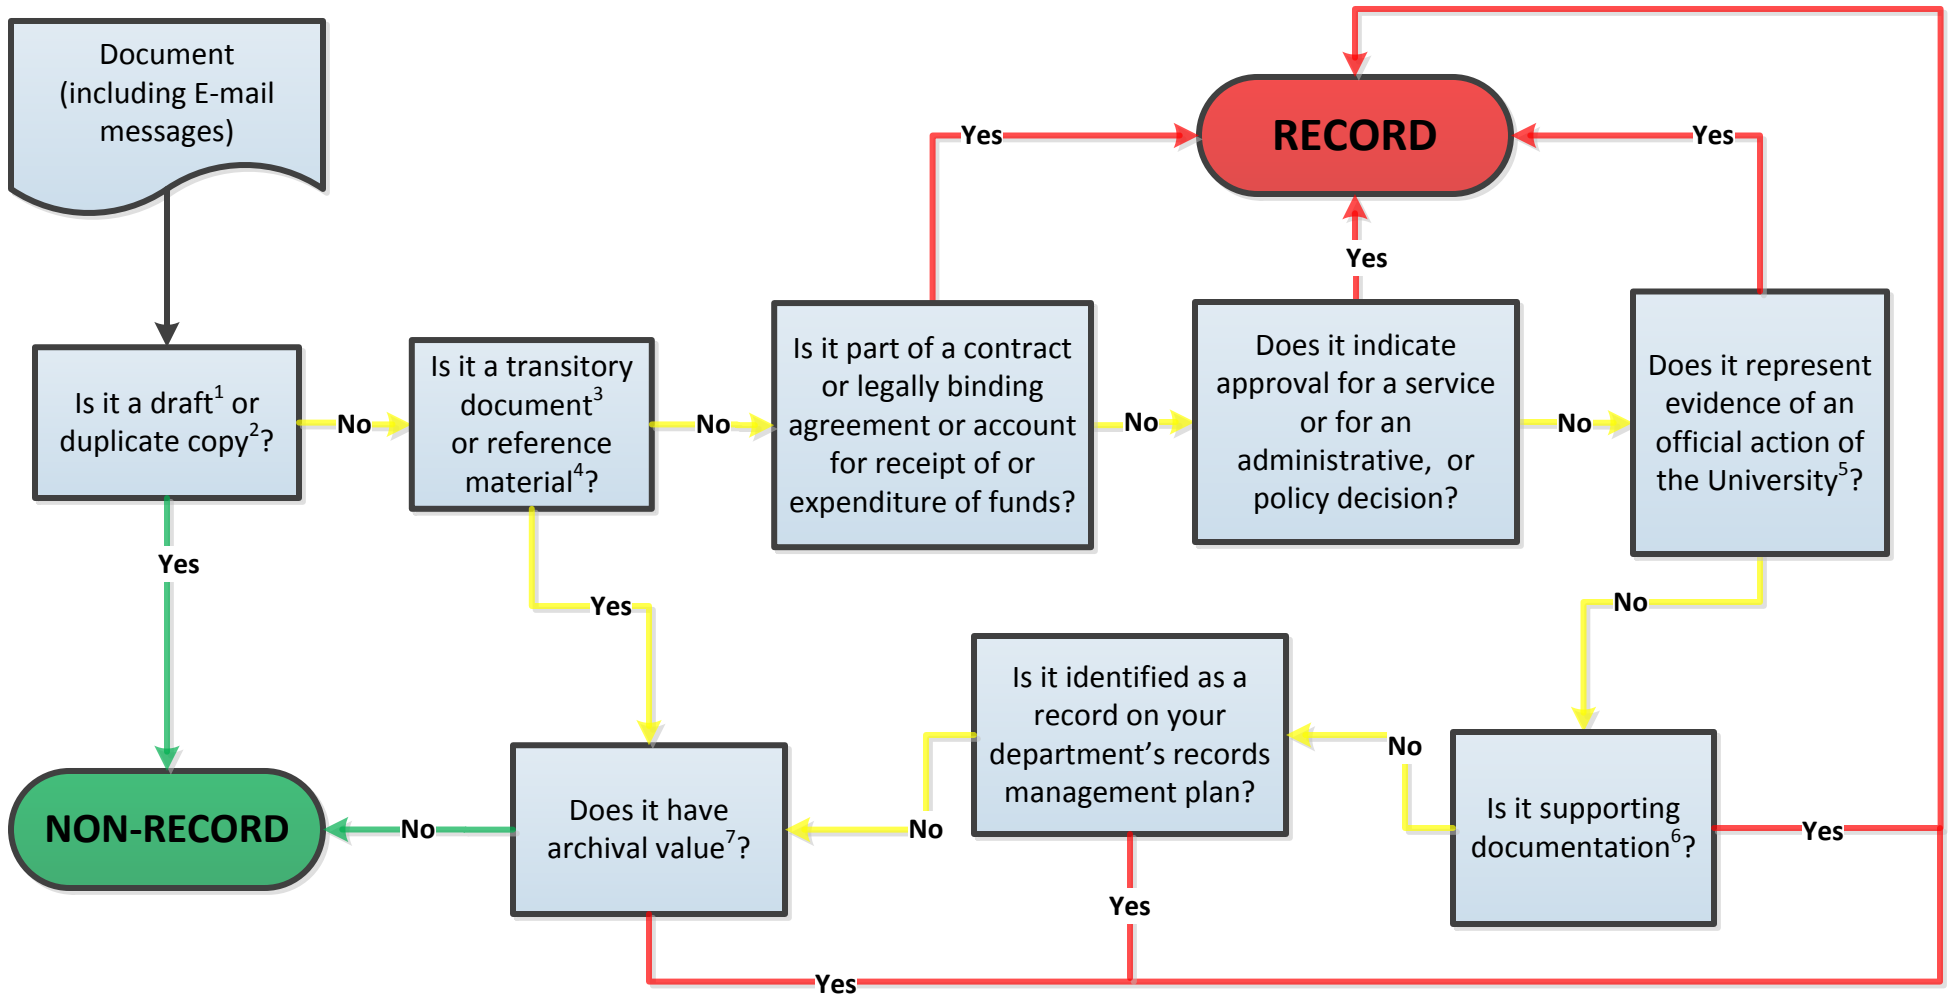 Document
(including E-mail
messages)
RECORD
Yes
Yes
Yes
Is it a draft1 or
duplicate copy2?
No
Is it a transitory
document3
or reference
material4?
No
Is it part of a contract
or legally binding
agreement or account
for receipt of or
expenditure of funds?
No
Does it indicate
approval for a service
or for an
administrative, or
policy decision?
No
Does it represent
evidence of an
official action of
the University5?
Yes
Yes
No
Is it identified as a
record on your
department’s records
management plan?
No
Is it supporting
documentation6?
Yes
NON-RECORD
No
Does it have
archival value7?
No
Yes
Yes